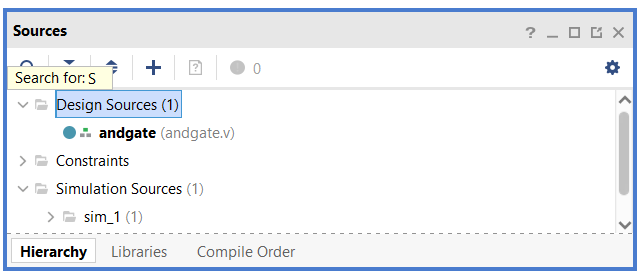 Sources
? 0
Search for: S
Design Sources (1)
andgate (andgate.v)
Constraints
Simulation Sources (1)
sim_1 (1)
Hierarchy Libraries Compile Order